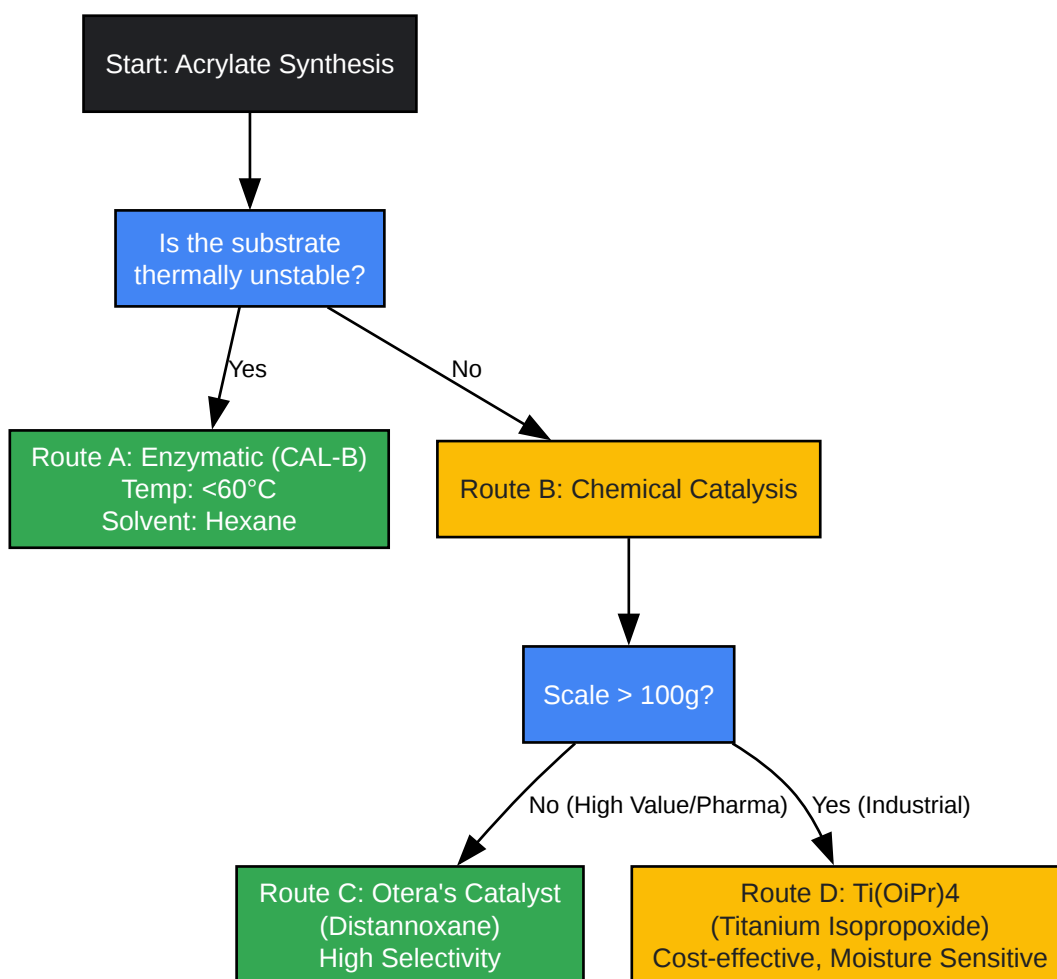 Start: Acrylate Synthesis
Is the substrate
thermally unstable?
Yes
No
Route A: Enzymatic (CAL-B)
Temp: <60°C
Solvent: Hexane
Route B: Chemical Catalysis
Scale > 100g?
No (High Value/Pharma)
Yes (Industrial)
Route C: Otera's Catalyst
(Distannoxane)
High Selectivity
Route D: Ti(OiPr)4
(Titanium Isopropoxide)
Cost-effective, Moisture Sensitive